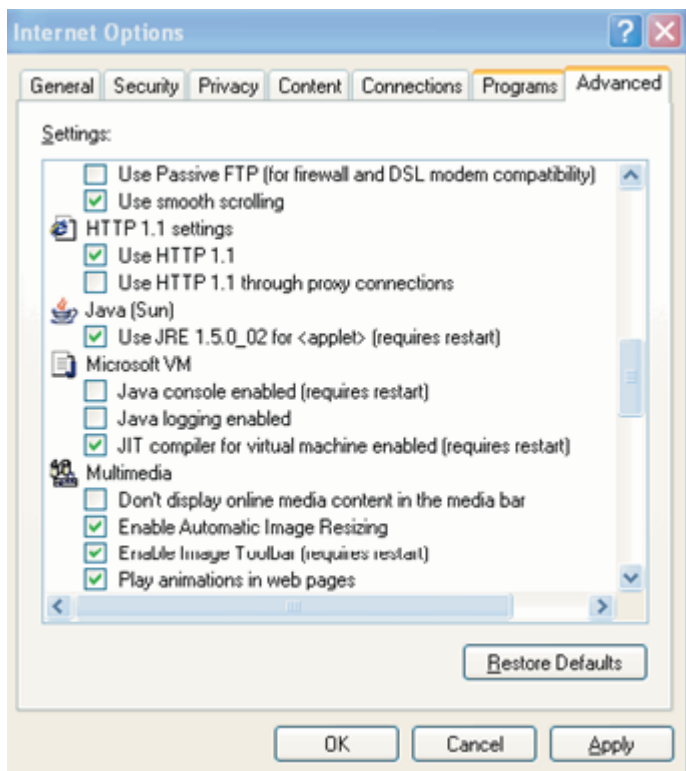 Internet Options
General Security Privacy Content Connections Programs Advanced
Settings:
Use Passive FTP (for firewall and DSL modem compatibility)
Use smooth scrolling
HTTP 1.1 settings
Use HTTP 1.1
Use HTTP 1.1 through proxy connections
Java (Sun)
Use JRE 1.5.0_02 for <applet> (requires restart)
Microsoft VM
Java console enabled (requires restart)
Java logging enabled
JIT compiler for virtual machine enabled (requires restart)
Multimedia
Don't display online media content in the media bar
Enable Automatic Image Resizing
Enable Image Toolbar (requires restart)
Play animations in web pages
Restore Defaults
OK Cancel Apply